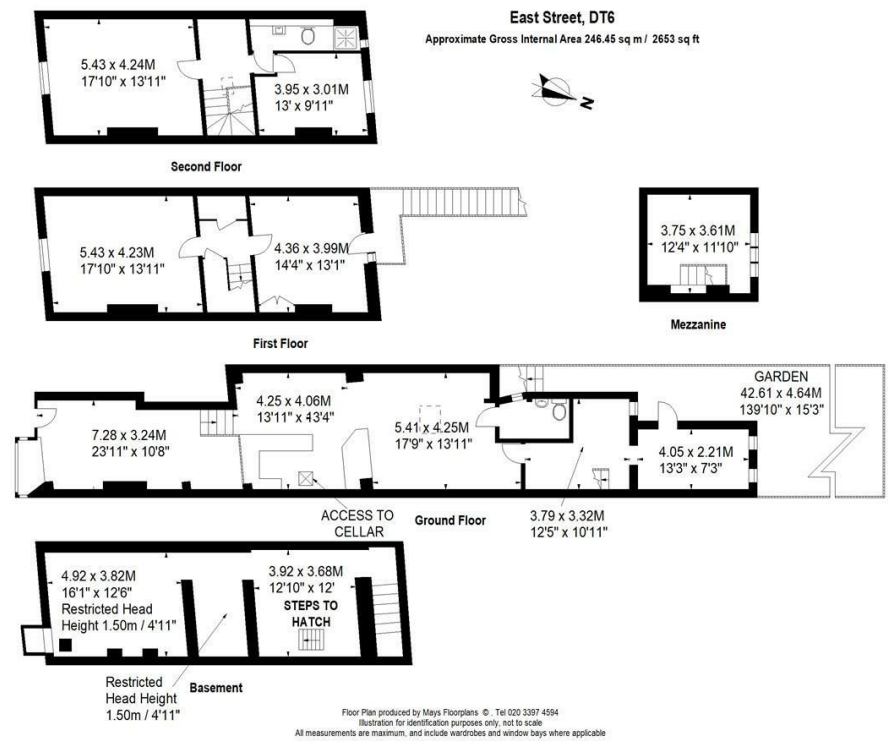 East Street, DT6
Approximate Gross Internal Area 246.45 sq m / 2653 sq ft
N
5.43 x 4.24M
17'10" x 13'11"
3.95 x 3.01M
13' x 9'11"
Second Floor
5.43 x 4.23M
17'10" x 13'11"
4.36 x 3.99M
14'4" x 13'1"
First Floor
3.75 x 3.61M
12'4" x 11'10"
Mezzanine
GARDEN
42.61 x 4.64M
139'10" x 15'3"
7.28 x 3.24M
23'11" x 10'8"
4.25 x 4.06M
13'11" x 13'4"
5.41 x 4.25M
17'9" x 13'11"
4.05 x 2.21M
13'3" x 7'3"
ACCESS TO
CELLAR
Ground Floor
3.79 x 3.32M
12'5" x 10'11"
4.92 x 3.82M
16'1" x 12'6"
Restricted Head
Height 1.50m / 4'11"
3.92 x 3.68M
12'10" x 12'
STEPS TO
HATCH
Restricted
Head Height
1.50m / 4'11"
Basement
Floor Plan produced by Mays Floorplans © . Tel 020 3397 4594
Illustration for identification purposes only, not to scale
All measurements are maximum, and include wardrobes and window bays where applicable